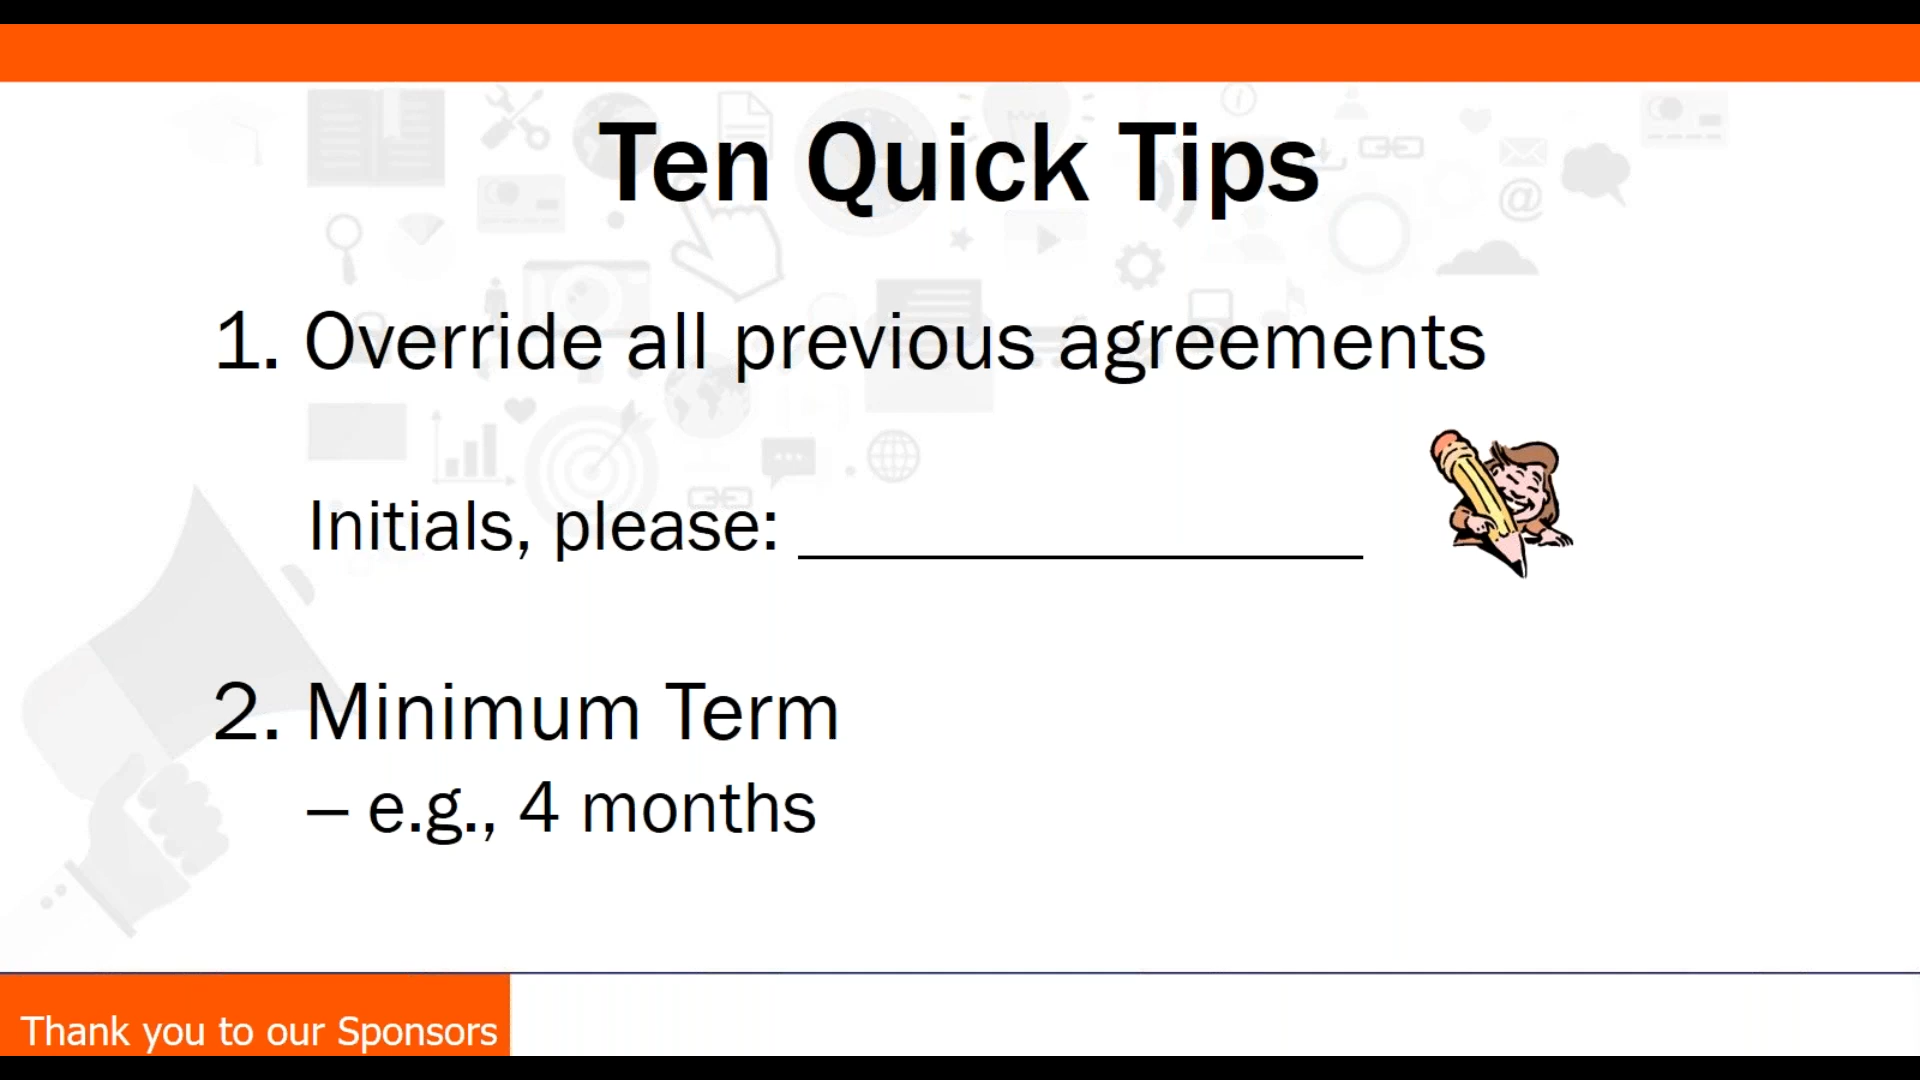 Ten Quick Tips
1. Override all previous agreements
Initials, please: _______________
2. Minimum Term
– e.g., 4 months
Thank you to our Sponsors